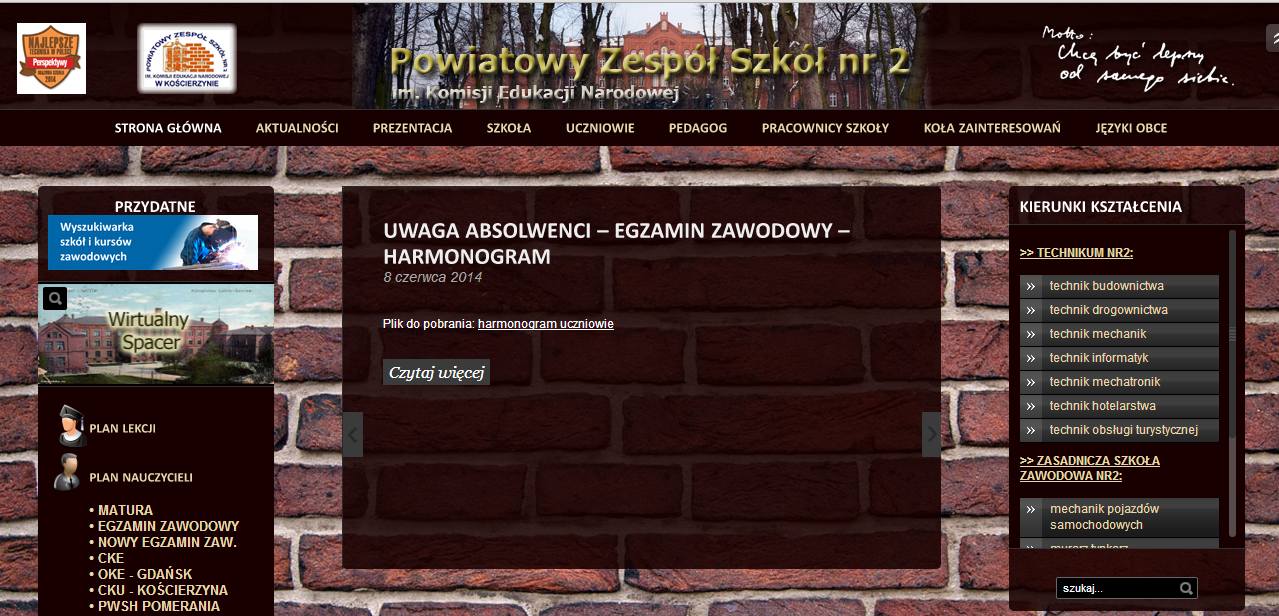 NAJLEPSZE
TECHNIKA W POLSCE
Perspektywy
2014
POWIATOWY ZESPÓŁ SZKÓŁ NR 2
IM. KOMISJI EDUKACJI NARODOWEJ
W KOŚCIERZYNIE
Powiatowy Zespół Szkół nr 2
im. Komisji Edukacji Narodowej
Motto:
Chcę być lepszy
od samego siebie.
STRONA GŁÓWNA
AKTUALNOŚCI
PREZENTACJA
SZKOŁA
UCZNIOWIE
PEDAGOG
PRACOWNICY SZKOŁY
KOŁA ZAINTERESOWAŃ
JĘZYKI OBCE
PRZYDATNE
Wyszukiwarka
szkół i kursów
zawodowych
Wirtualny
Spacer
PLAN LEKCJI
PLAN NAUCZYCIELI
• MATURA
• EGZAMIN ZAWODOWY
• NOWY EGZAMIN ZAW.
• CKE
• OKE - GDAŃSK
• CKU - KOŚCIERZYNA
• PWSH POMERANIA
UWAGA ABSOLWENCI – EGZAMIN ZAWODOWY –
HARMONOGRAM
8 czerwca 2014
Plik do pobrania: harmonogram uczniowie
Czytaj więcej
KIERUNKI KSZTAŁCENIA
>> TECHNIKUM NR2:
technik budownictwa
technik drogownictwa
technik mechanik
technik informatyk
technik mechatronik
technik hotelarstwa
technik obsługi turystycznej
>> ZASADNICZA SZKOŁA
ZAWODOWA NR2:
mechanik pojazdów
samochodowych
murarz tynkarz
szukaj...